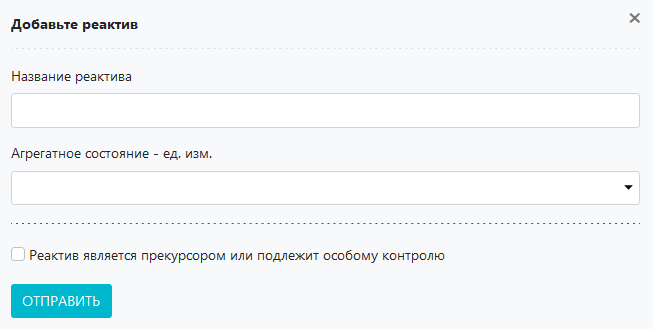 Добавьте реактив
Название реактива
Агрегатное состояние - ед. изм.
Реактив является прекурсором или подлежит особому контролю
ОТПРАВИТЬ